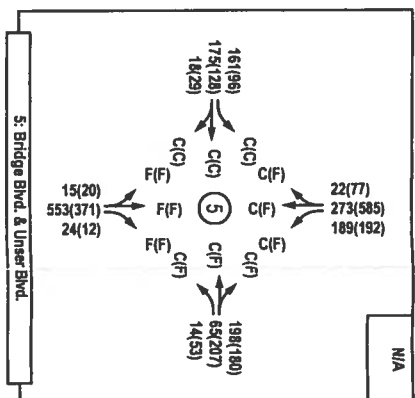 N/A
161(96)
175(128)
18(29)
C(C)
C(C)
C(C)
22(77)
273(585)
189(192)
C(F)
C(F)
C(F)
5
15(20)
553(371)
24(12)
F(F)
F(F)
F(F)
C(F)
C(F)
C(F)
198(180)
65(207)
14(53)
5: Bridge Blvd. & Unser Blvd.